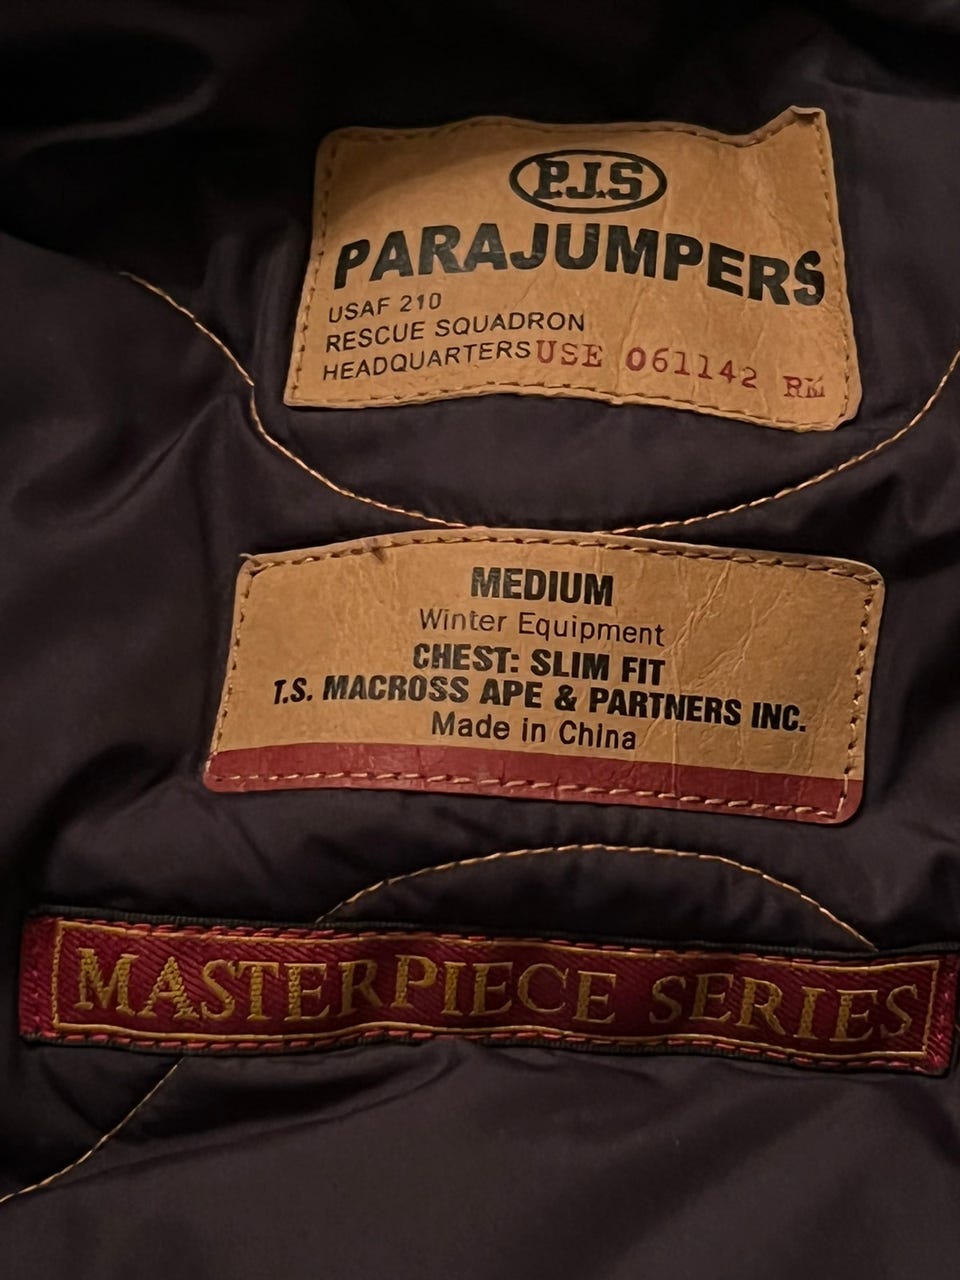 P.J.S
PARAJUMPERS
USAF 210
RESCUE SQUADRON
HEADQUARTERS USE 061142 RM
MEDIUM
Winter Equipment
CHEST: SLIM FIT
T.S. MACROSS APE & PARTNERS INC.
Made in China
MASTERPIECE SERIES